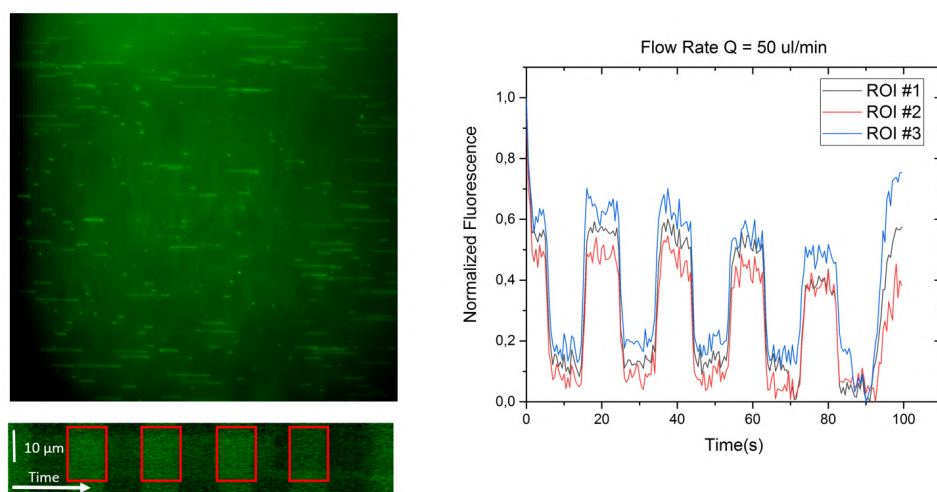 10 µm
Time
Flow Rate Q = 50 ul/min
ROI #1
ROI #2
ROI #3
Normalized Fluorescence
1,0
0,8
0,6
0,4
0,2
0,0
0
20
40
60
80
100
Time(s)